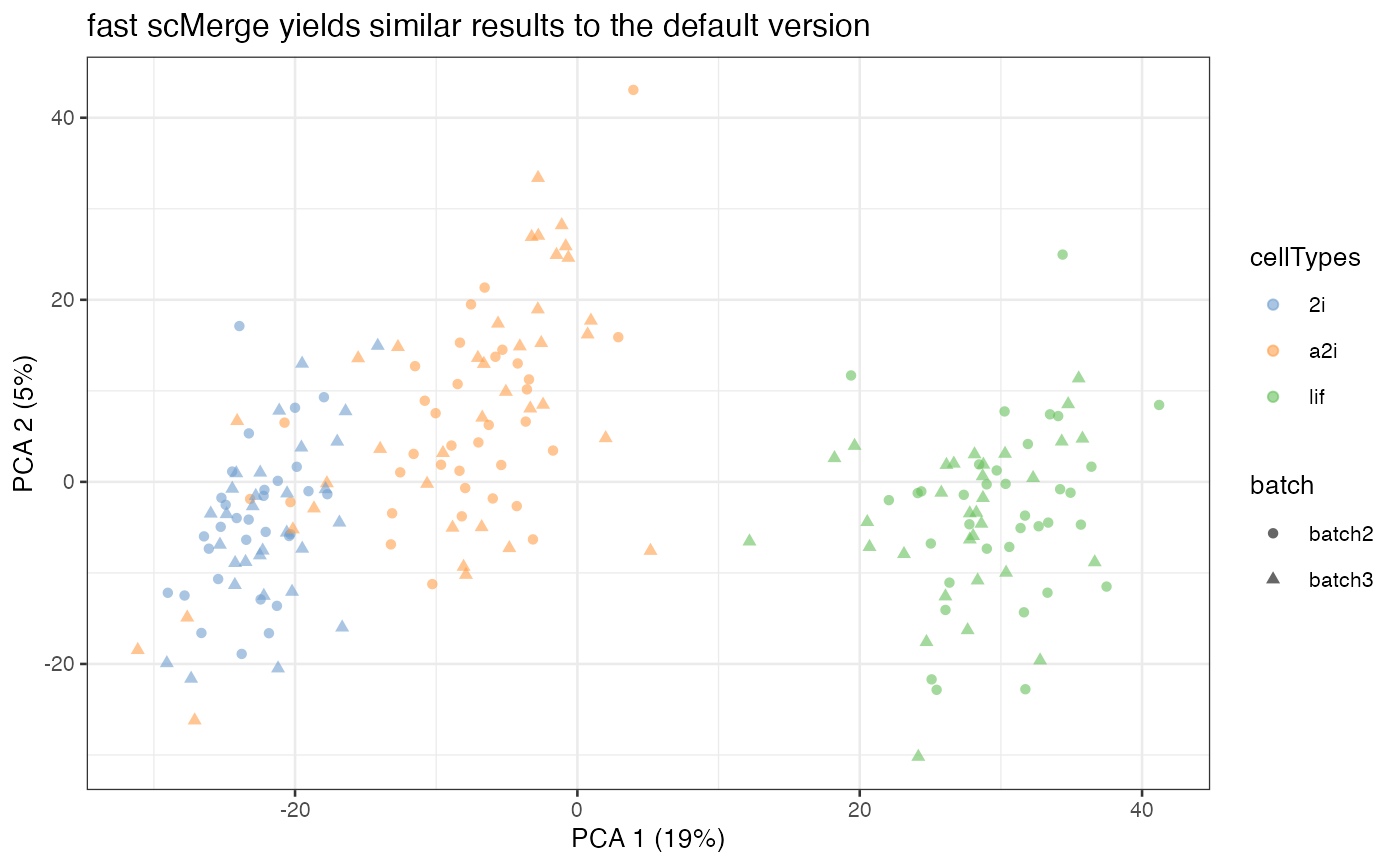 fast scMerge yields similar results to the default version
40
20
0
-20
PCA 2 (5%)
-20
0
20
40
PCA 1 (19%)
cellTypes
2i
a2i
lif
batch
batch2
batch3